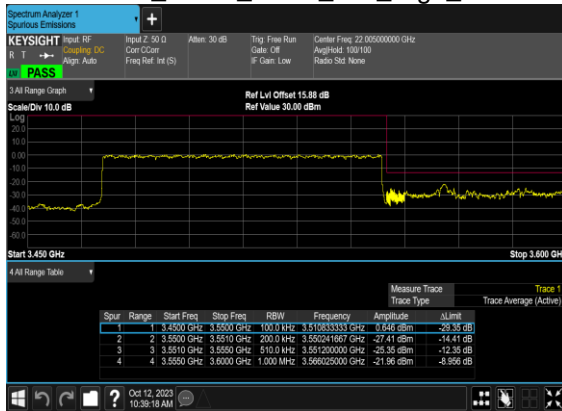 Spectrum Analyzer 1
Spurious Emissions
+
KEYSIGHT Input: RF Input Z: 50 Ω Atten: 30 dB Trig: Free Run Center Freq: 22.005000000 GHz
R T Coupling: DC Corr CCorr Gate: Off Avg|Hold: 100/100
Align: Auto Freq Ref: Int (S) IF Gain: Low Radio Std: None
PASS
3 All Range Graph
Ref Lvl Offset 15.88 dB
Scale/Div 10.0 dB Ref Value 30.00 dBm
Log
20.0
10.0
0.00
-10.0
-20.0
-30.0
-40.0
-50.0
-60.0
Start 3.450 GHz Stop 3.600 GH
4 All Range Table
Measure Trace Trace 1
Trace Type Trace Average (Active)
Spur Range Start Freq Stop Freq RBW Frequency Amplitude ΔLimit
1 1 3.4500 GHz 3.5500 GHz 100.0 kHz 3.510833333 GHz 0.646 dBm -29.35 dB
2 2 3.5500 GHz 3.5510 GHz 200.0 kHz 3.550241667 GHz -27.41 dBm -14.41 dB
3 3 3.5510 GHz 3.5550 GHz 510.0 kHz 3.551200000 GHz -25.35 dBm -12.35 dB
4 4 3.5550 GHz 3.6000 GHz 1.000 MHz 3.566025000 GHz -21.96 dBm -8.956 dB
? Oct 12, 2023
10:39:18 AM